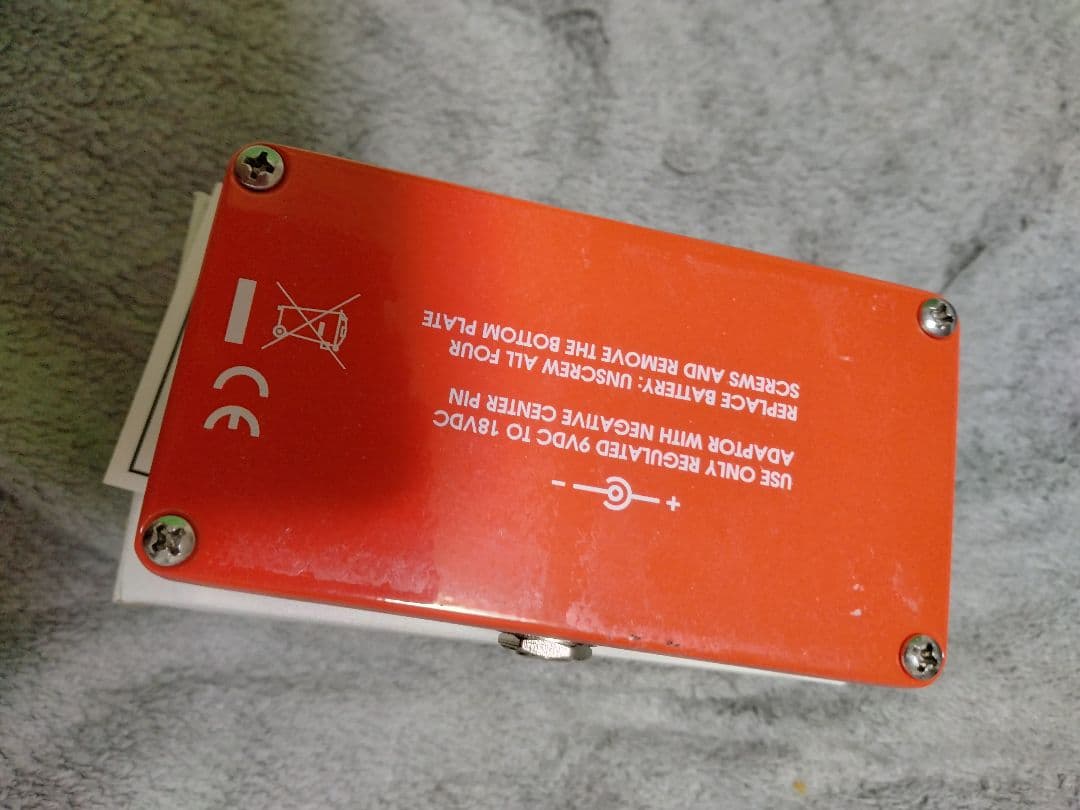 + -
USE ONLY REGULATED 9VDC TO 18VDC
ADAPTOR WITH NEGATIVE CENTER PIN
REPLACE BATTERY: UNSCREW ALL FOUR
SCREWS AND REMOVE THE BOTTOM PLATE
CE